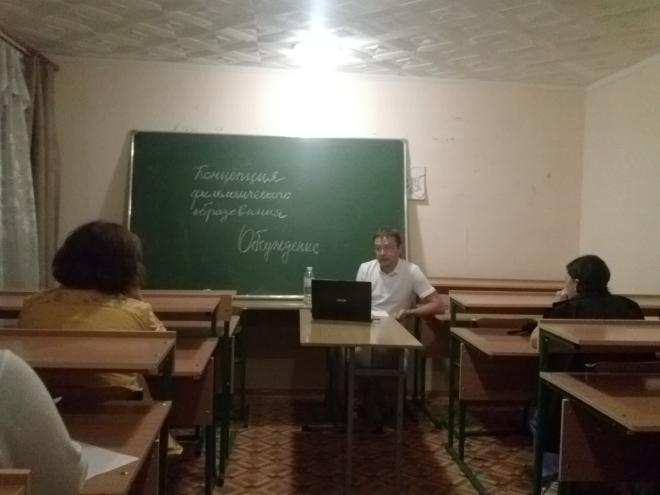 Концепция
филологического
образования
Обсуждение